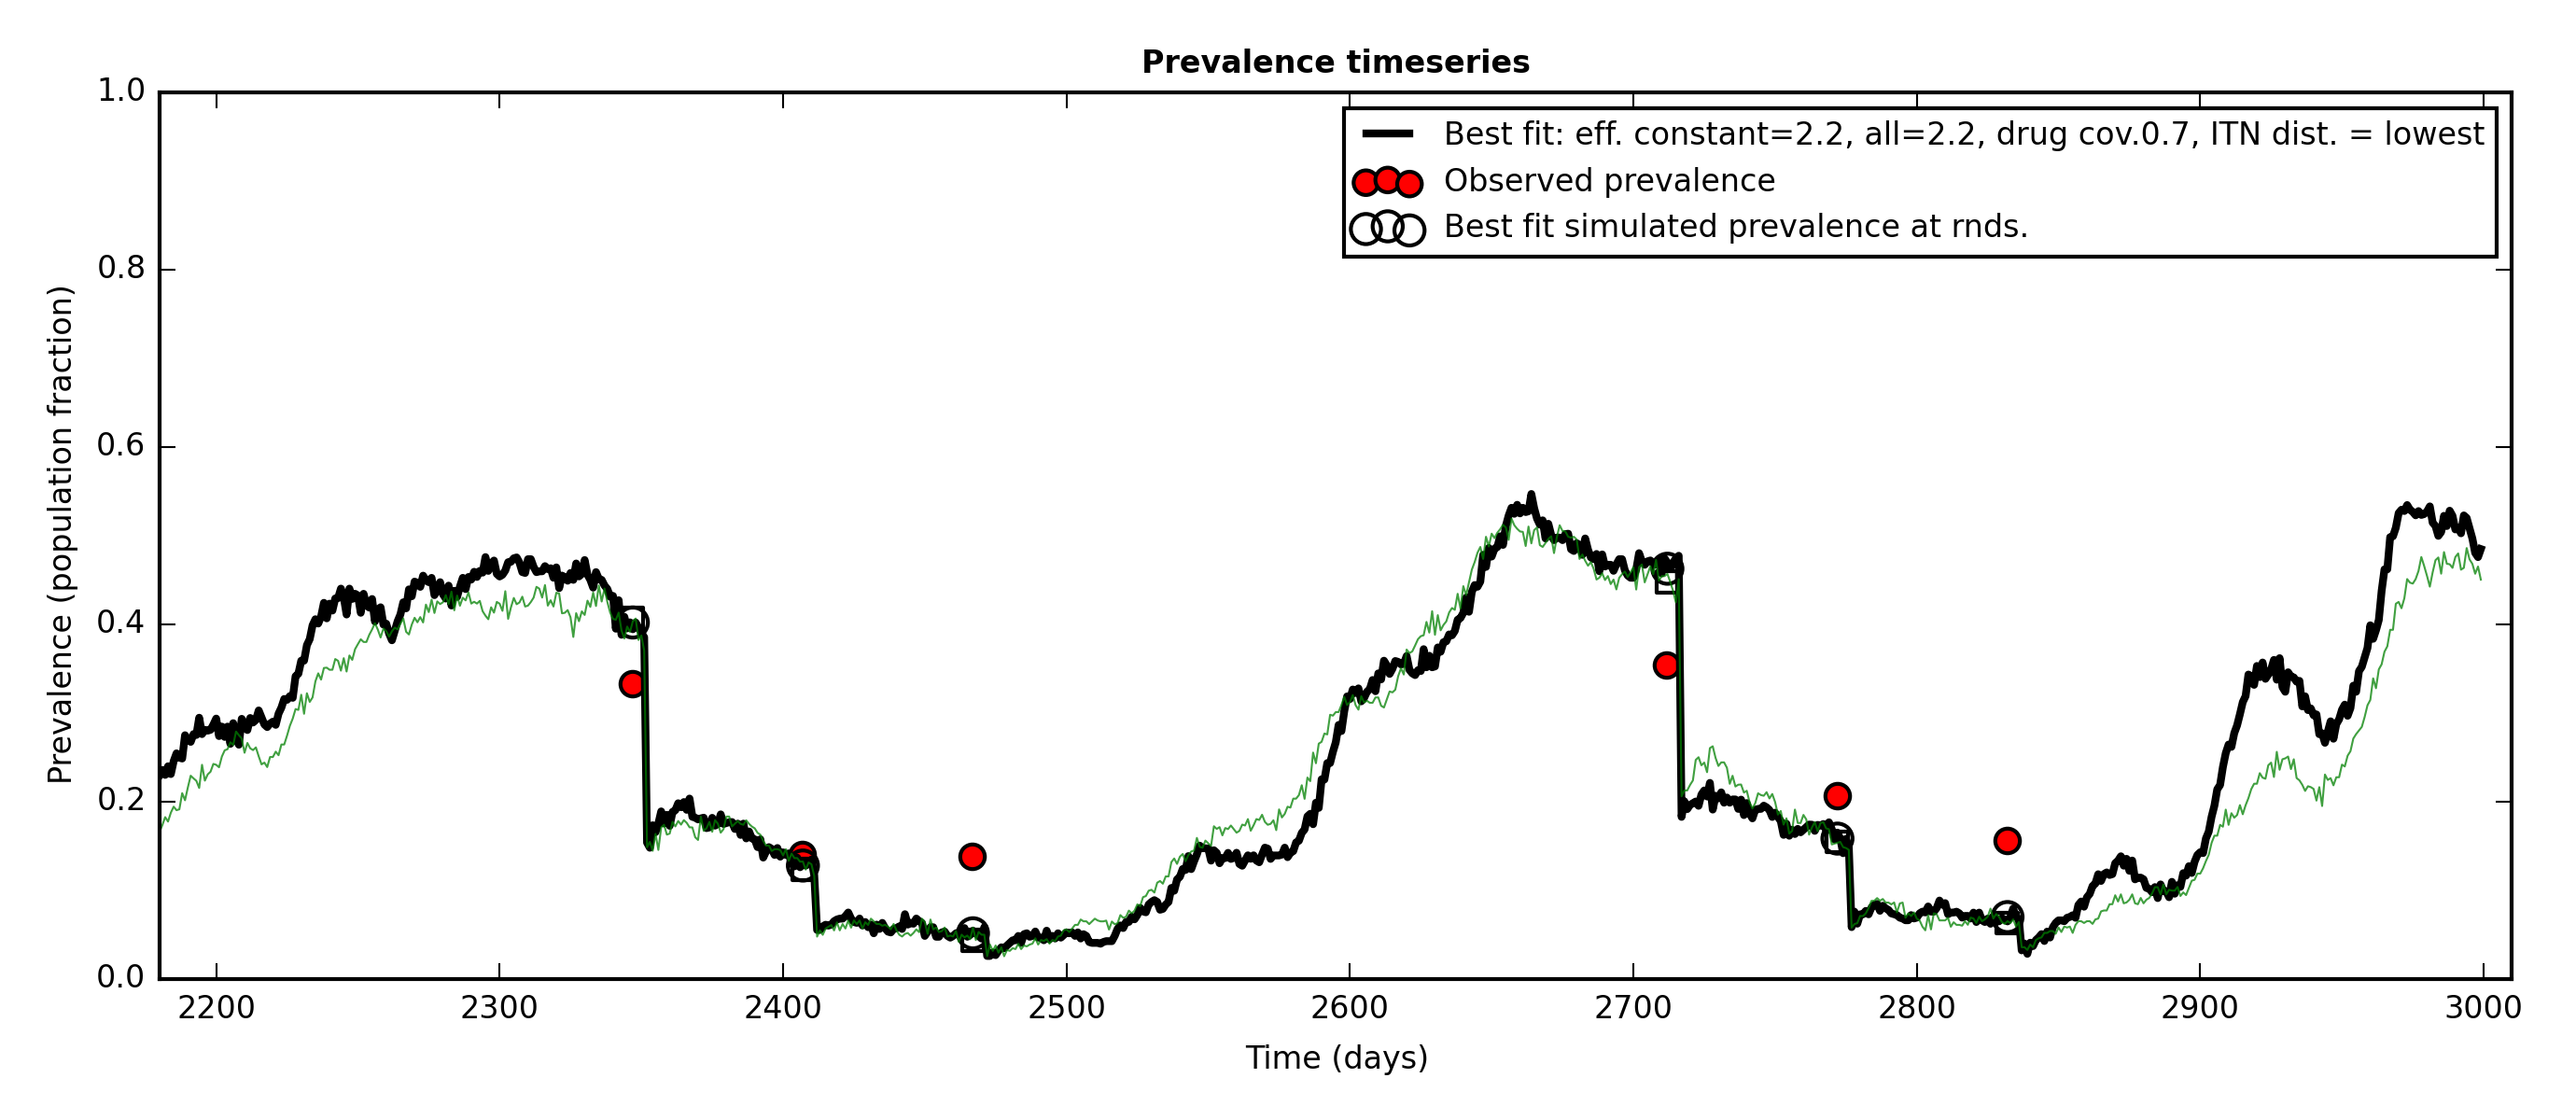 Prevalence timeseries
Best fit: eff. constant=2.2, all=2.2, drug cov.0.7, ITN dist. = lowest
Observed prevalence
Best fit simulated prevalence at rnds.
Prevalence (population fraction)
1.0
0.8
0.6
0.4
0.2
0.0
2200 2300 2400 2500 2600 2700 2800 2900 3000
Time (days)